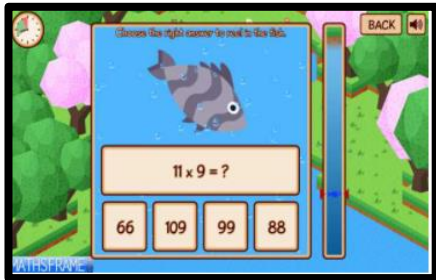 BACK
Choose the right answer to reel in the fish.
11 x 9 = ?
66 109 99 88
MATHSFRAME